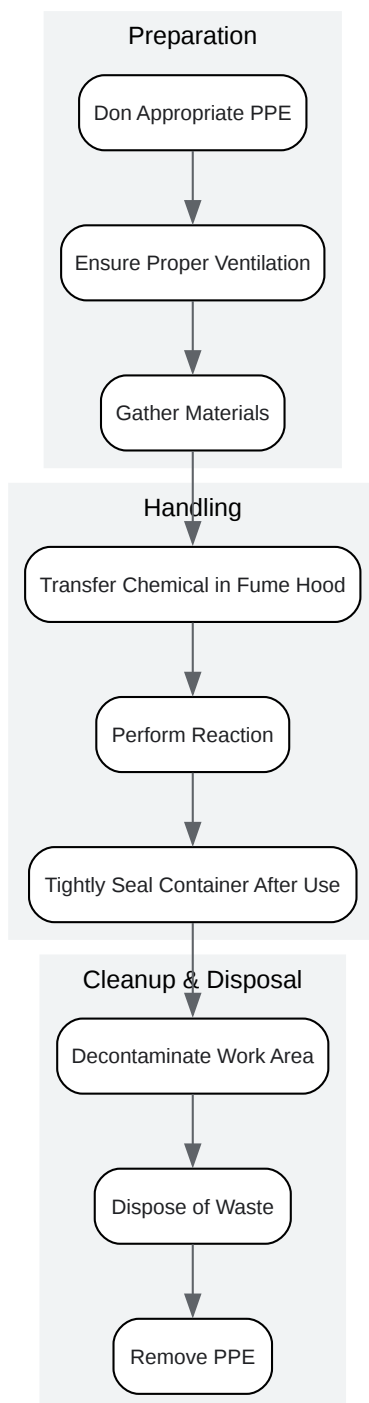 Preparation
Don Appropriate PPE
Ensure Proper Ventilation
Gather Materials
Handling
Transfer Chemical in Fume Hood
Perform Reaction
Tightly Seal Container After Use
Cleanup & Disposal
Decontaminate Work Area
Dispose of Waste
Remove PPE